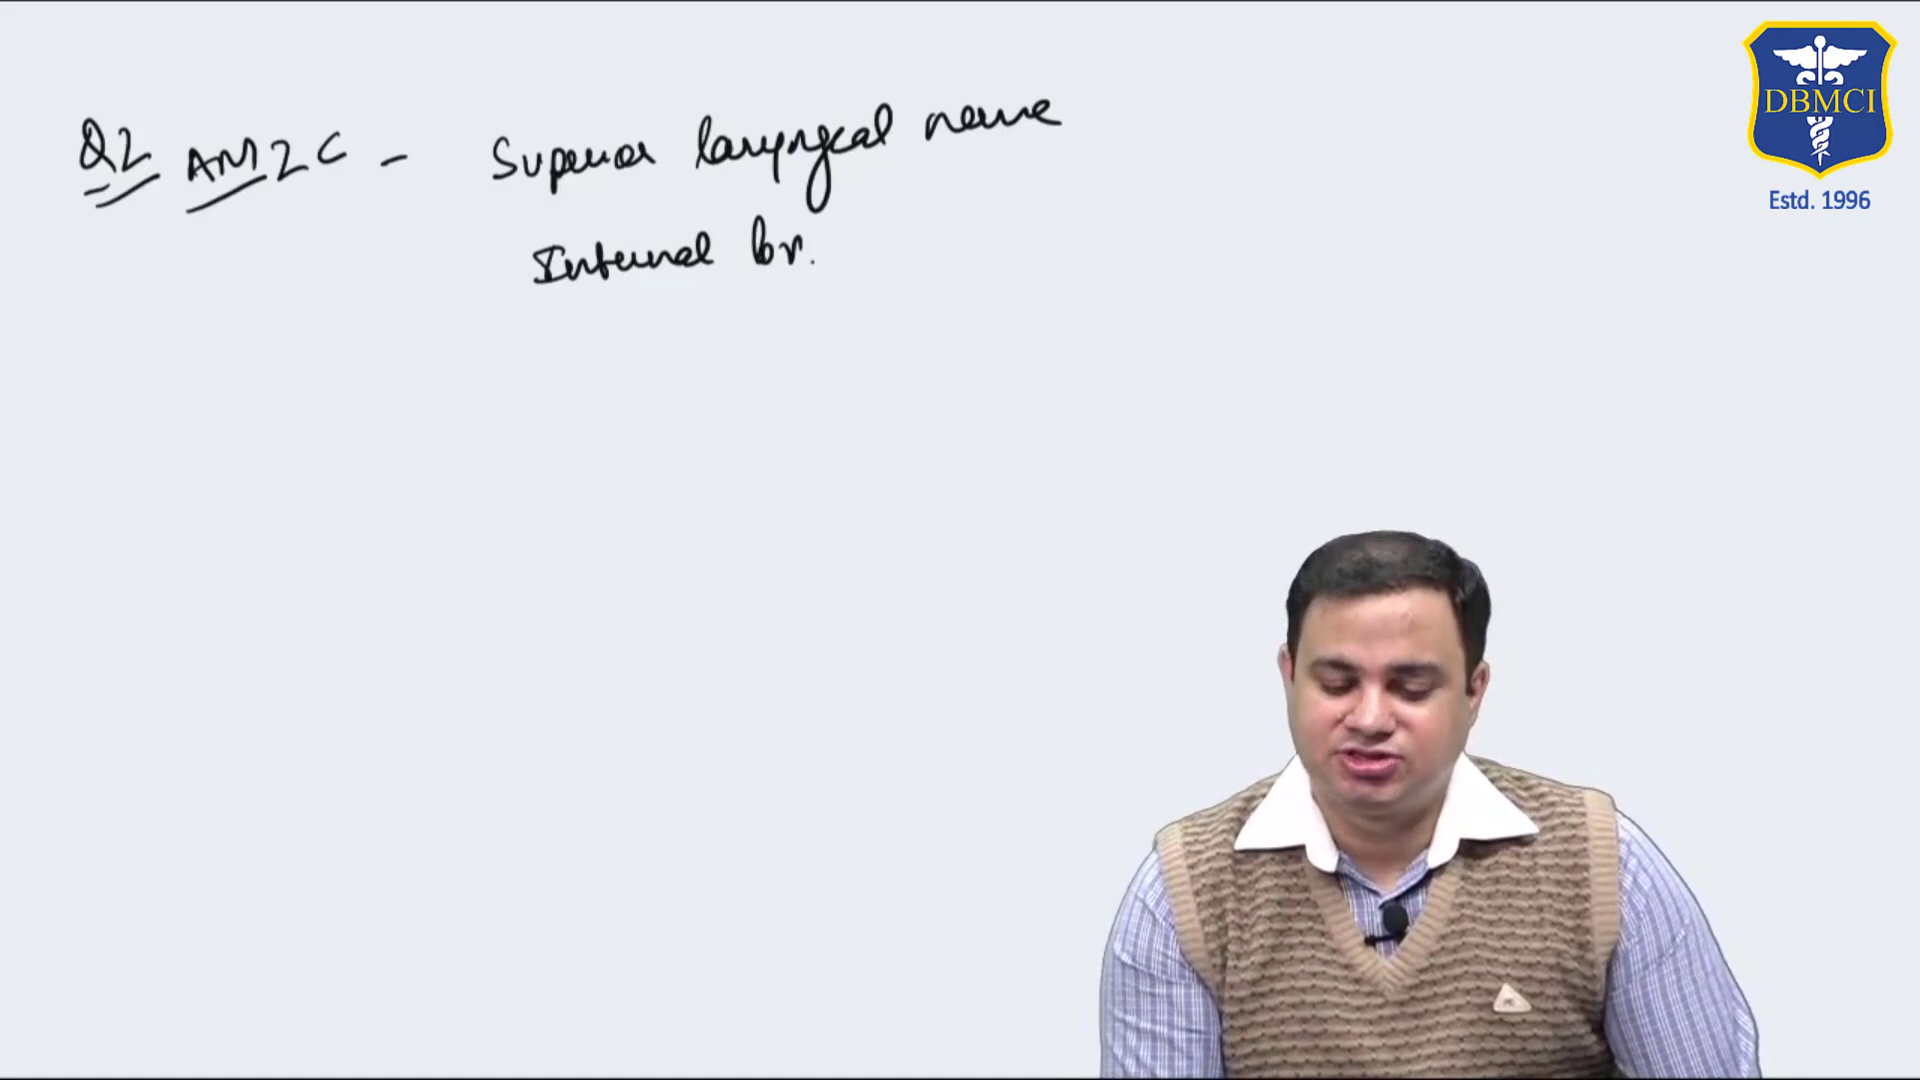 Q2 AM2C - Superior laryngeal nerve
Internal br.
DBMCI
Estd. 1996